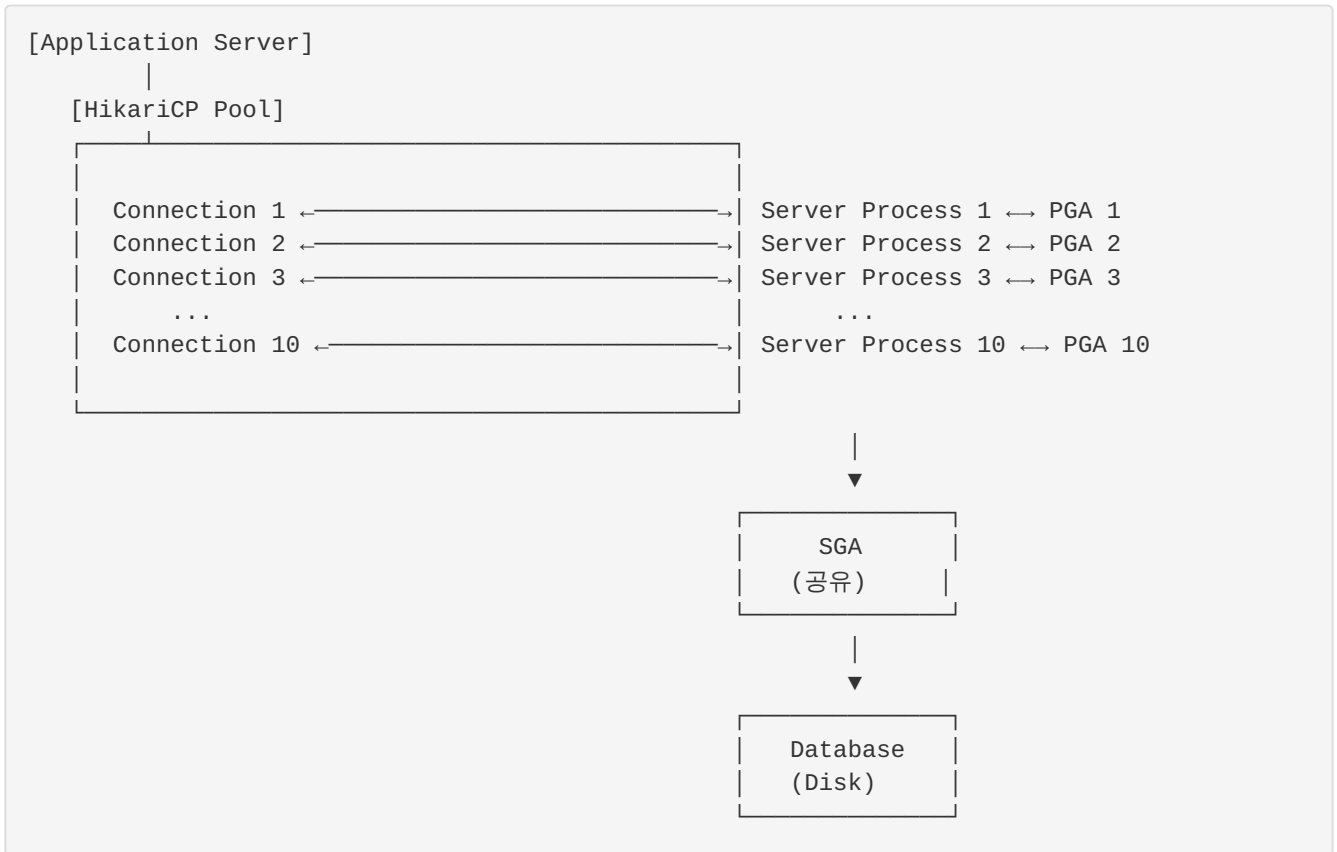 [Application Server]
[HikariCP Pool]
Connection 1 ←→ Server Process 1 ←→ PGA 1
Connection 2 ←→ Server Process 2 ←→ PGA 2
Connection 3 ←→ Server Process 3 ←→ PGA 3
... ...
Connection 10 ←→ Server Process 10 ←→ PGA 10
SGA
(공유)
Database
(Disk)